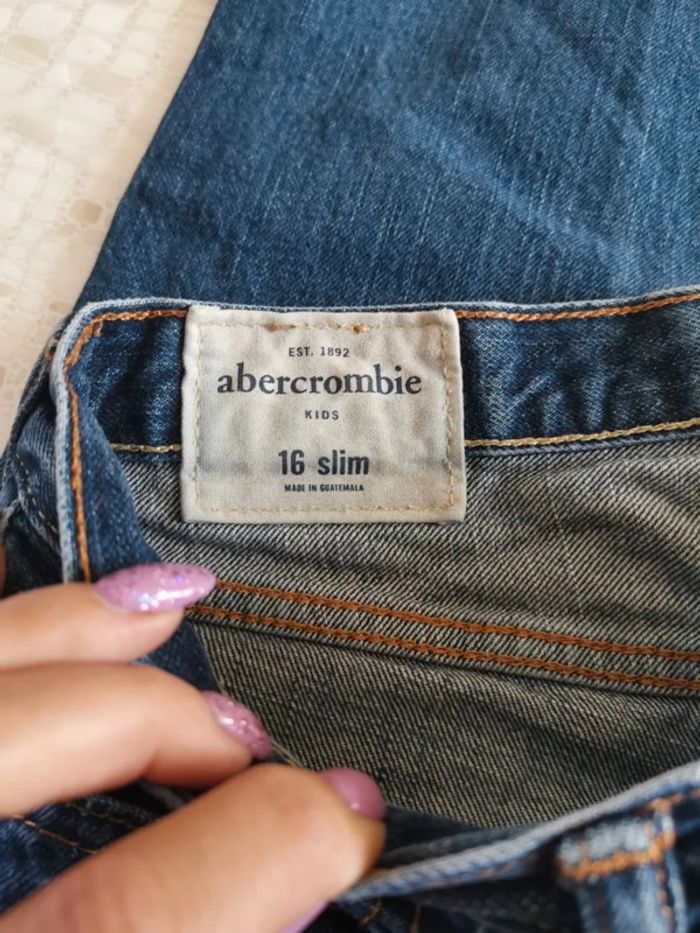 EST. 1892
abercrombie
KIDS
16 slim
MADE IN GUATEMALA